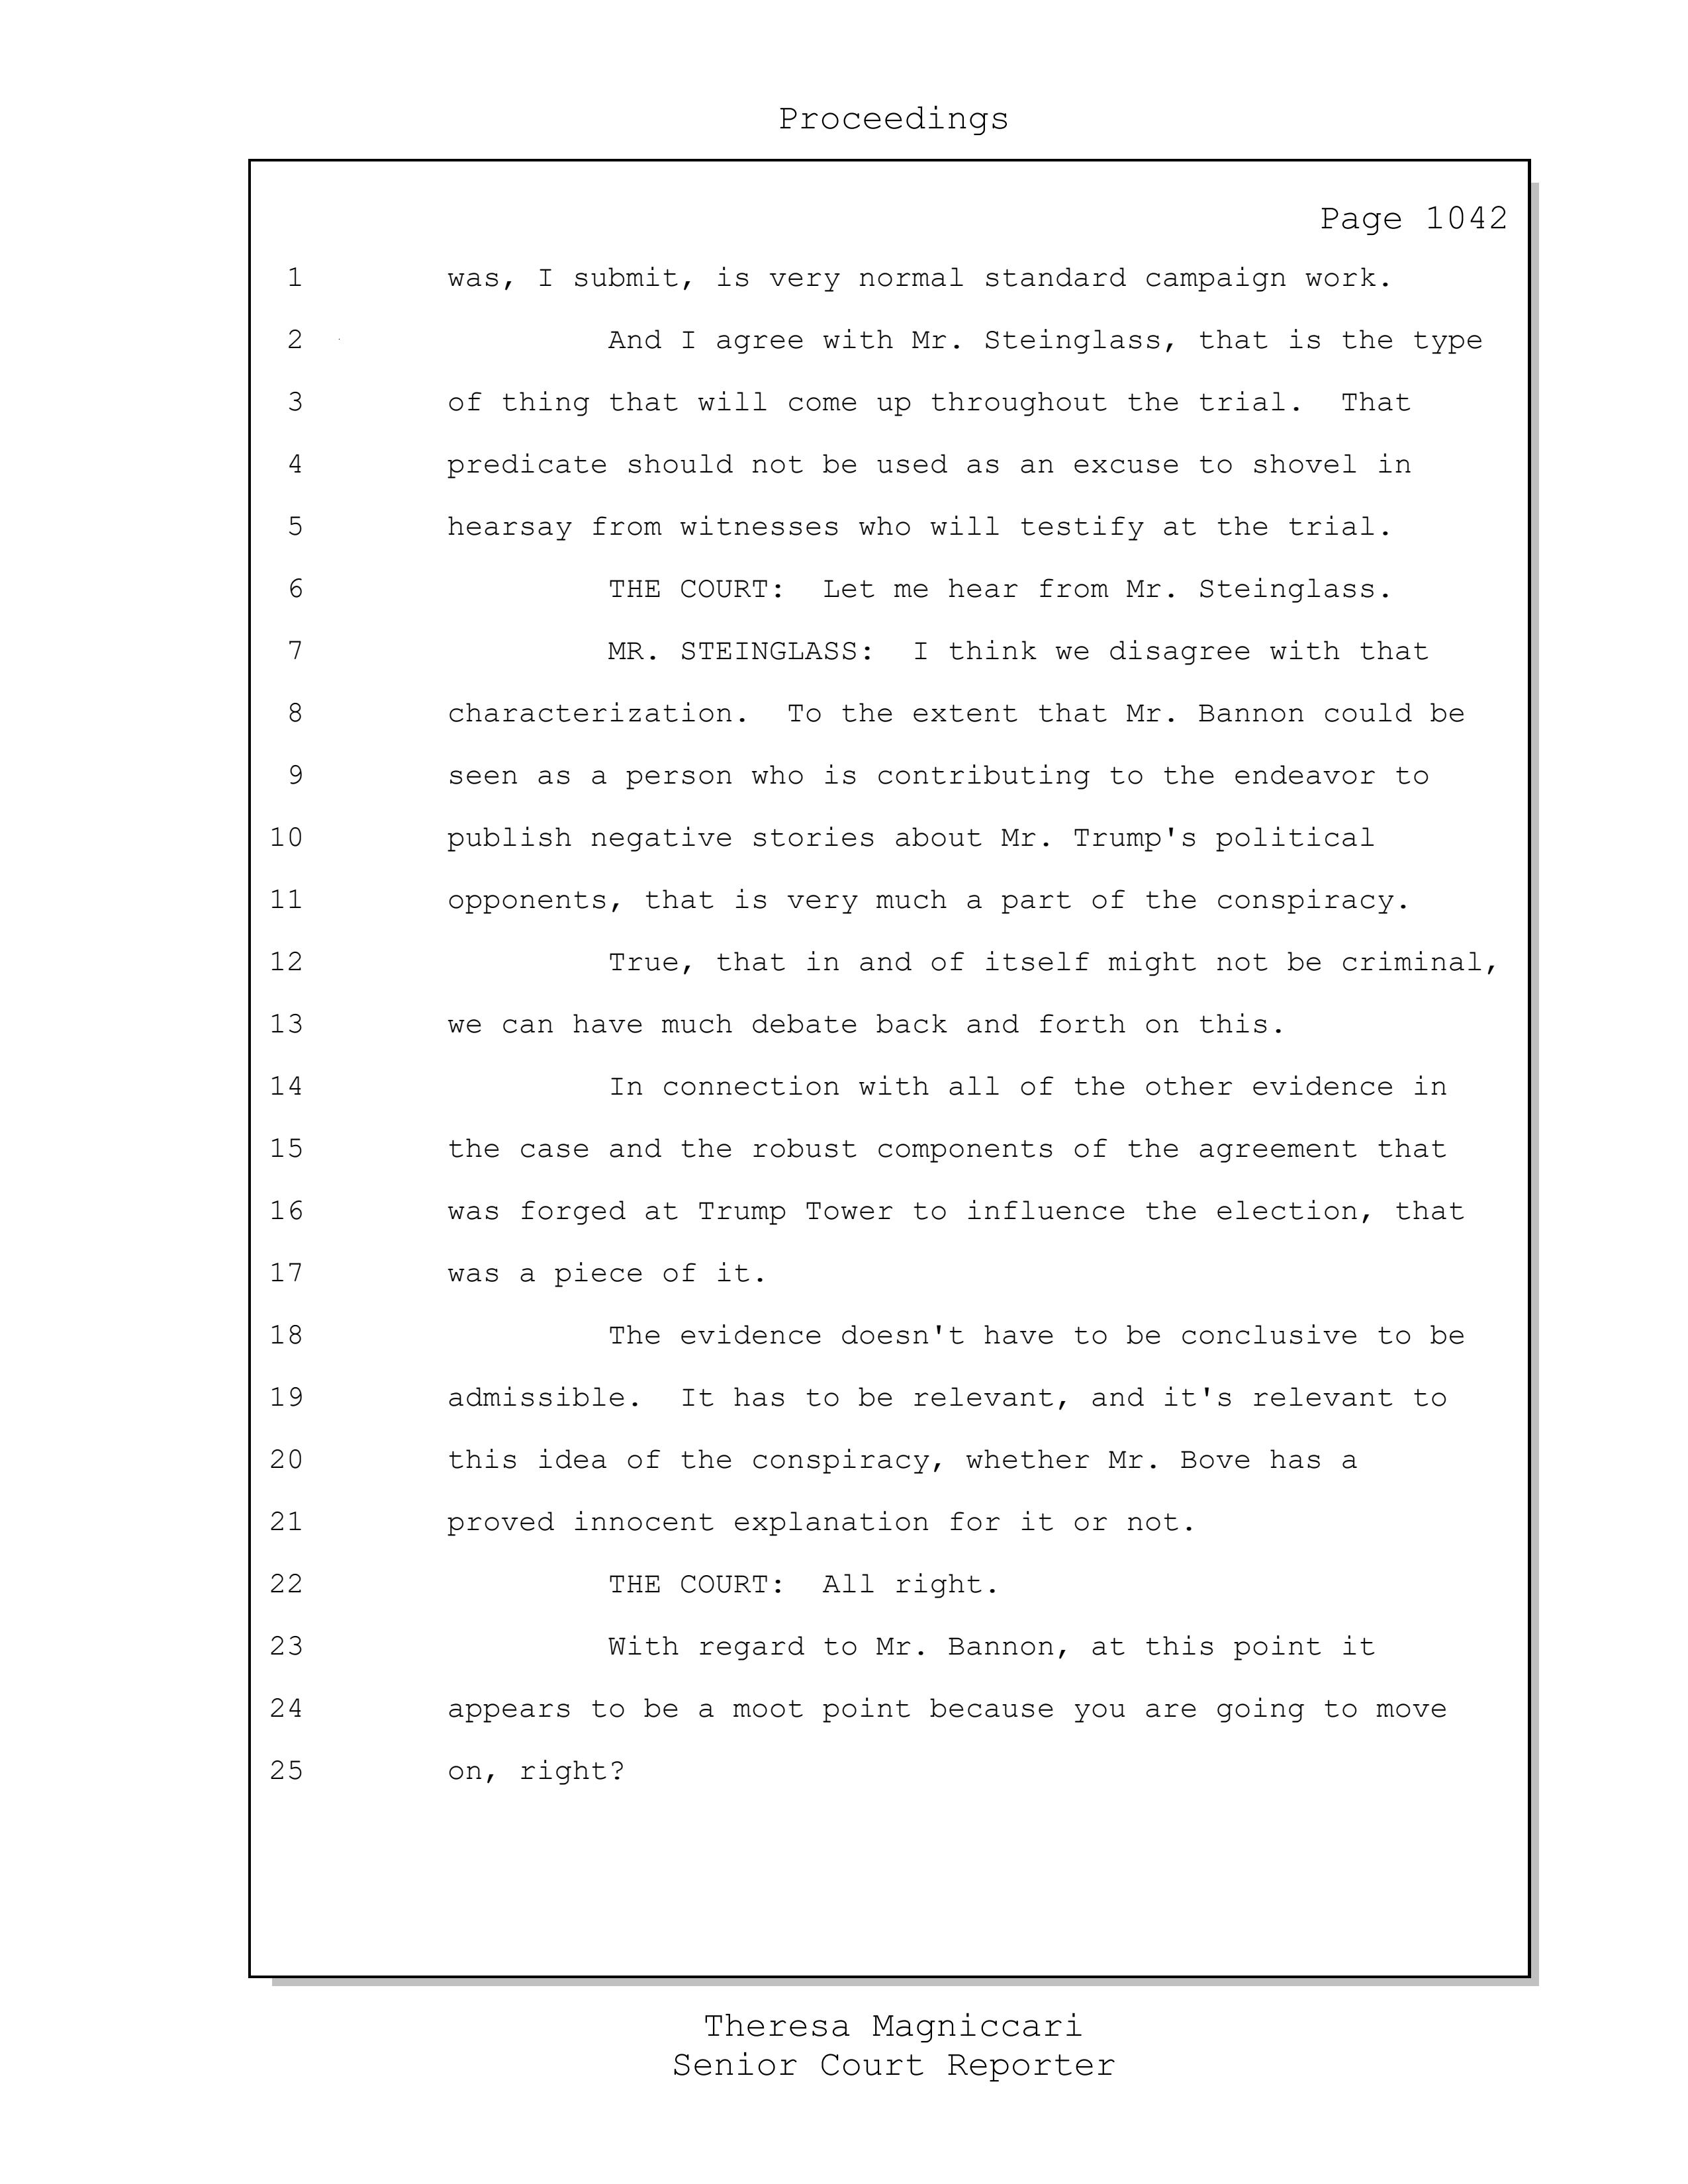 Proceedings
Page 1042
1 was, I submit, is very normal standard campaign work.
2 And I agree with Mr. Steinglass, that is the type
3 of thing that will come up throughout the trial. That
4 predicate should not be used as an excuse to shovel in
5 hearsay from witnesses who will testify at the trial.
6 THE COURT: Let me hear from Mr. Steinglass.
7 MR. STEINGLASS: I think we disagree with that
8 characterization. To the extent that Mr. Bannon could be
9 seen as a person who is contributing to the endeavor to
10 publish negative stories about Mr. Trump's political
11 opponents, that is very much a part of the conspiracy.
12 True, that in and of itself might not be criminal,
13 we can have much debate back and forth on this.
14 In connection with all of the other evidence in
15 the case and the robust components of the agreement that
16 was forged at Trump Tower to influence the election, that
17 was a piece of it.
18 The evidence doesn't have to be conclusive to be
19 admissible. It has to be relevant, and it's relevant to
20 this idea of the conspiracy, whether Mr. Bove has a
21 proved innocent explanation for it or not.
22 THE COURT: All right.
23 With regard to Mr. Bannon, at this point it
24 appears to be a moot point because you are going to move
25 on, right?
Theresa Magniccari
Senior Court Reporter